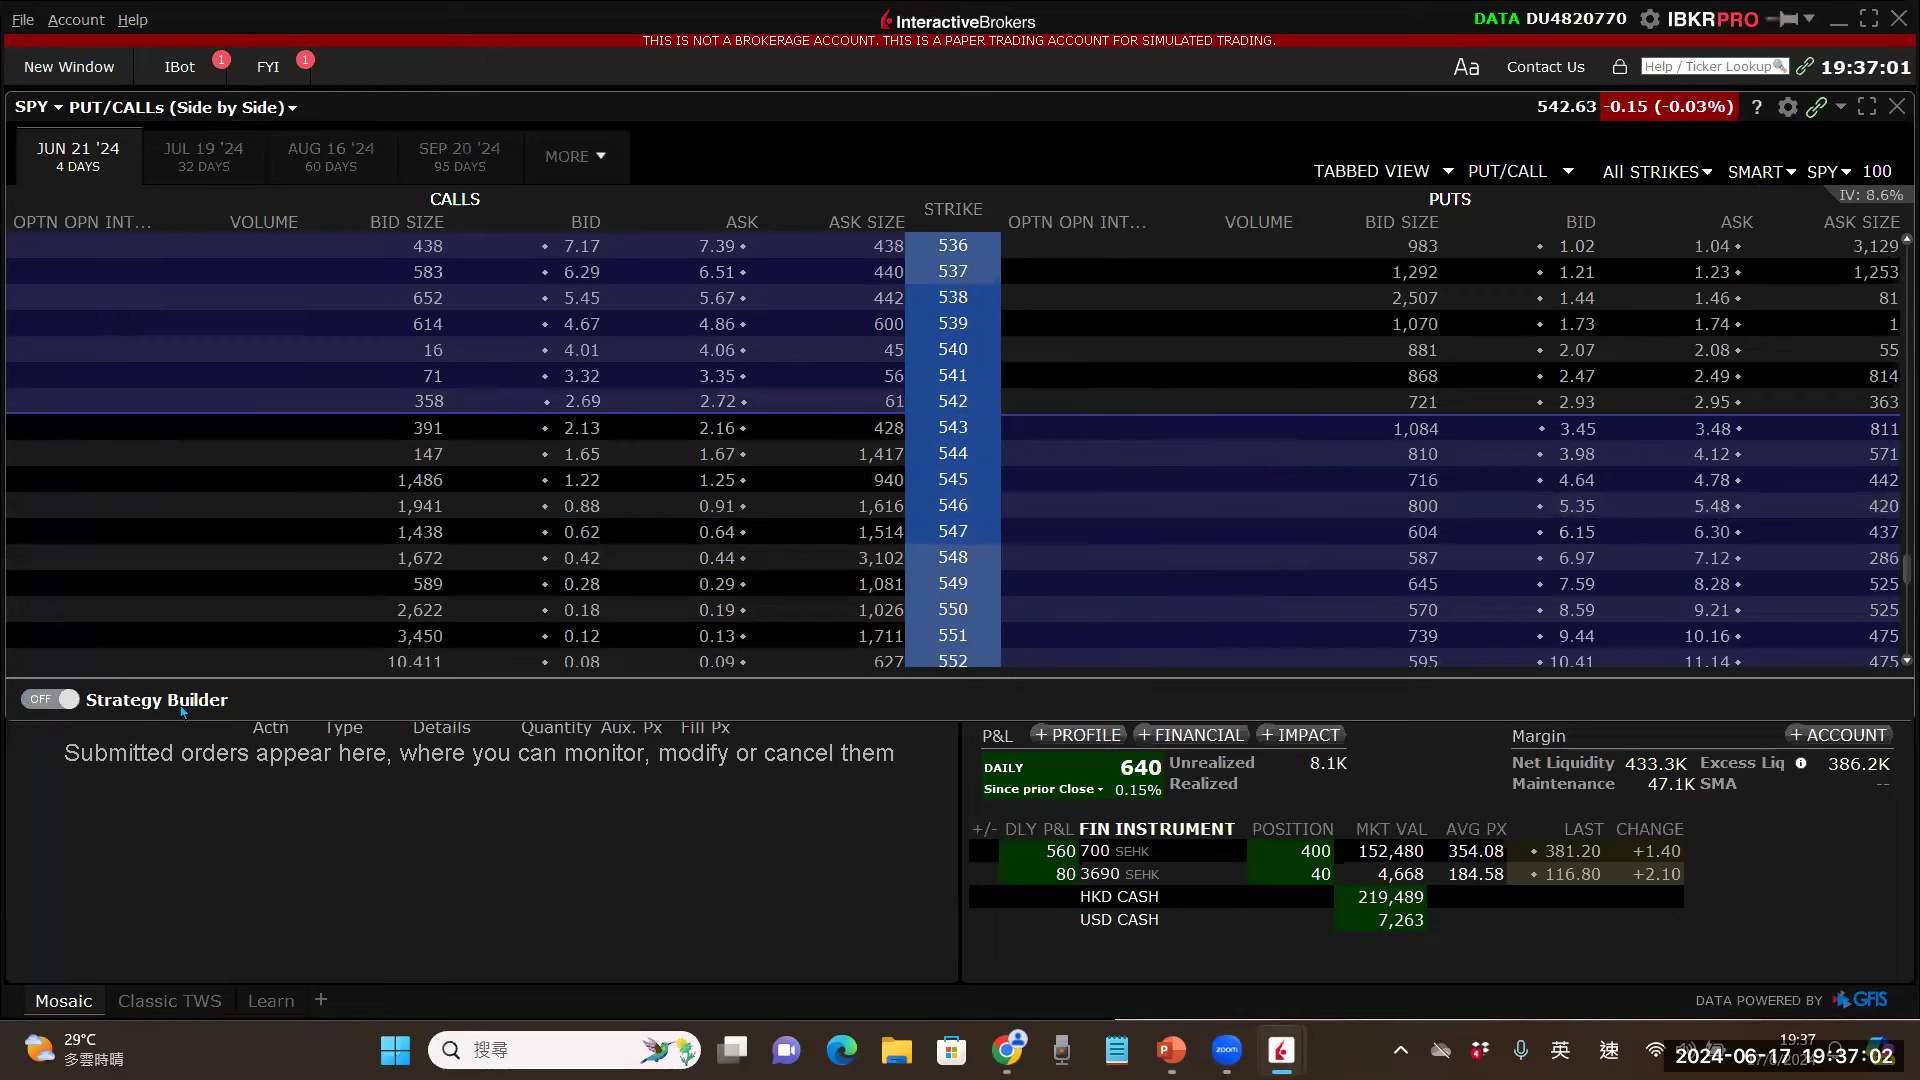 File Account Help InteractiveBrokers DATA DU4820770 IBKRPRO
THIS IS NOT A BROKERAGE ACCOUNT. THIS IS A PAPER TRADING ACCOUNT FOR SIMULATED TRADING.
New Window IBot 1 FYI 1 Aa Contact Us Help / Ticker Lookup 19:37:01
SPY PUT/CALLs (Side by Side) 542.63 -0.15 (-0.03%) ?
JUN 21 '24 JUL 19 '24 AUG 16 '24 SEP 20 '24 MORE
4 DAYS 32 DAYS 60 DAYS 95 DAYS
TABBED VIEW PUT/CALL All STRIKES SMART SPY 100
IV: 8.6%
CALLS STRIKE PUTS
OPTN OPN INT... VOLUME BID SIZE BID ASK ASK SIZE OPTN OPN INT... VOLUME BID SIZE BID ASK ASK SIZE
438 7.17 7.39 438 536 983 1.02 1.04 3,129
583 6.29 6.51 440 537 1,292 1.21 1.23 1,253
652 5.45 5.67 442 538 2,507 1.44 1.46 81
614 4.67 4.86 600 539 1,070 1.73 1.74 1
16 4.01 4.06 45 540 881 2.07 2.08 55
71 3.32 3.35 56 541 868 2.47 2.49 814
358 2.69 2.72 61 542 721 2.93 2.95 363
391 2.13 2.16 428 543 1,084 3.45 3.48 811
147 1.65 1.67 1,417 544 810 3.98 4.12 571
1,486 1.22 1.25 940 545 716 4.64 4.78 442
1,941 0.88 0.91 1,616 546 800 5.35 5.48 420
1,438 0.62 0.64 1,514 547 604 6.15 6.30 437
1,672 0.42 0.44 3,102 548 587 6.97 7.12 286
589 0.28 0.29 1,081 549 645 7.59 8.28 525
2,622 0.18 0.19 1,026 550 570 8.59 9.21 525
3,450 0.12 0.13 1,711 551 739 9.44 10.16 475
10,411 0.08 0.09 627 552 595 10.41 11.14 475
OFF Strategy Builder
Actn Type Details Quantity Aux. Px Fill Px
Submitted orders appear here, where you can monitor, modify or cancel them
P&L + PROFILE + FINANCIAL + IMPACT Margin + ACCOUNT
DAILY 640 Unrealized 8.1K Net Liquidity 433.3K Excess Liq 386.2K
Since prior Close 0.15% Realized Maintenance 47.1K SMA --
+/- DLY P&L FIN INSTRUMENT POSITION MKT VAL AVG PX LAST CHANGE
560 700 SEHK 400 152,480 354.08 381.20 +1.40
80 3690 SEHK 40 4,668 184.58 116.80 +2.10
HKD CASH 219,489
USD CASH 7,263
Mosaic Classic TWS Learn + DATA POWERED BY GFIS
29°C
多雲時晴
搜尋
英 速
19:37
2024-06-17 19:37:02